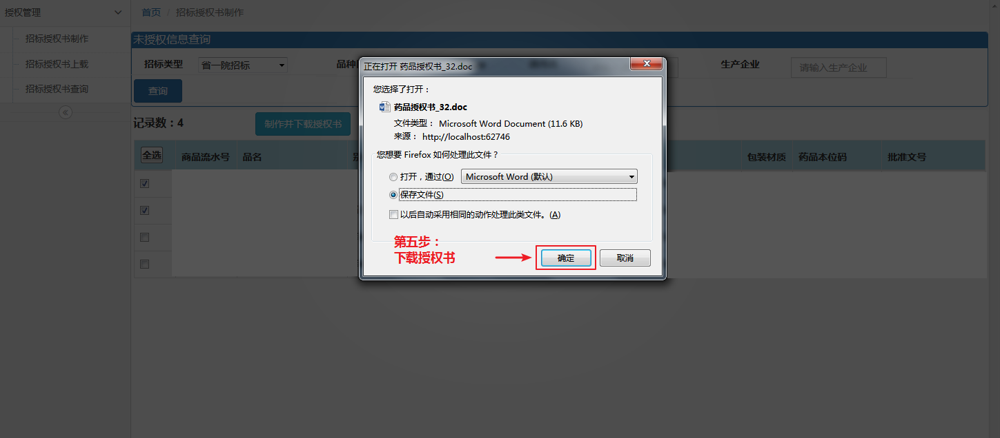 授权管理
招标授权书制作
招标授权书上载
招标授权书查询
首页 / 招标授权书制作
未授权信息查询
招标类型 省一院招标 品种 生产企业 请输入生产企业
查询
记录数：4 制作并下载授权书
全选 商品流水号 品名 包装材质 药品本位码 批准文号
正在打开 药品授权书_32.doc
您选择了打开：
药品授权书_32.doc
文件类型： Microsoft Word Document (11.6 KB)
来源： http://localhost:62746
您想要 Firefox 如何处理此文件？
打开，通过(O) Microsoft Word (默认)
保存文件(S)
以后自动采用相同的动作处理此类文件。(A)
第五步：
下载授权书
确定 取消